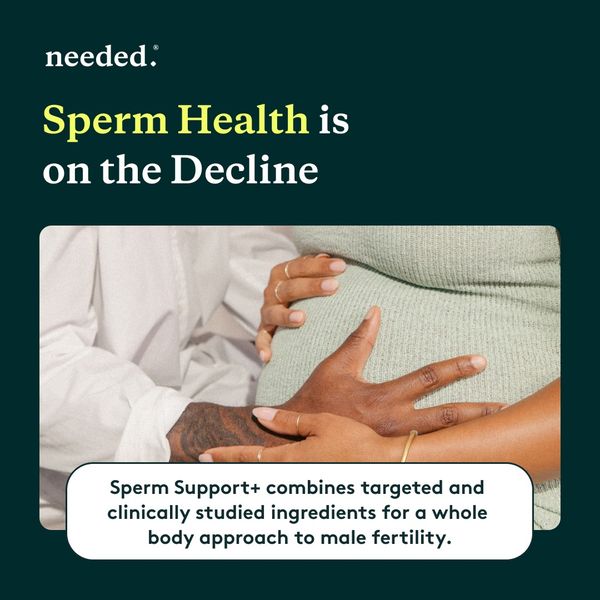 needed.®
Sperm Health is
on the Decline
Sperm Support+ combines targeted and
clinically studied ingredients for a whole
body approach to male fertility.